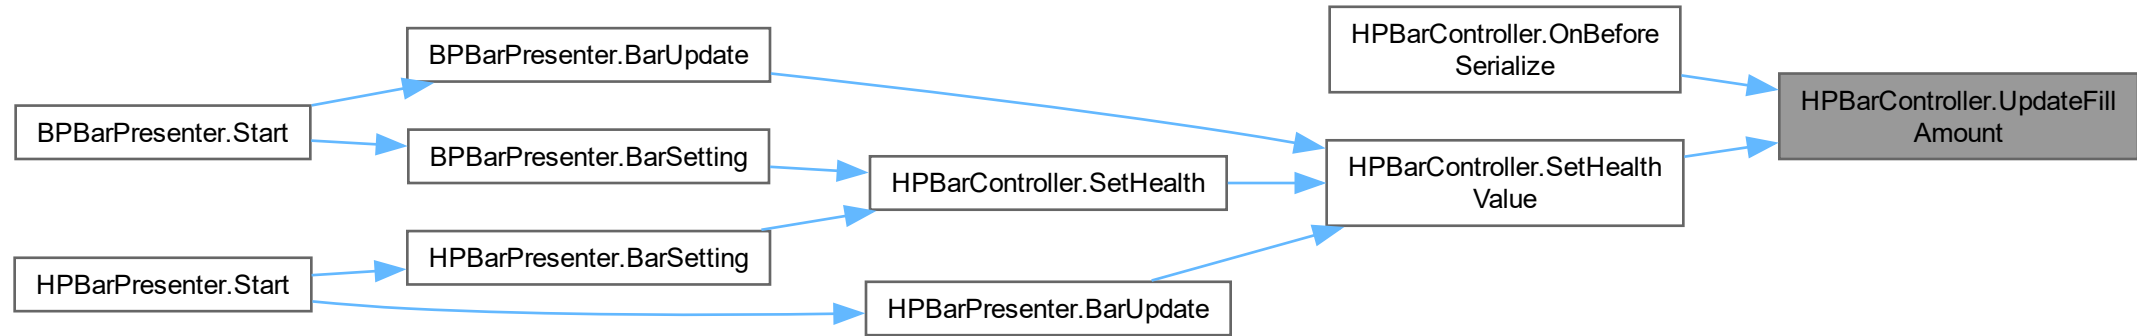 BPBarPresenter.Start
HPBarPresenter.Start
BPBarPresenter.BarUpdate
BPBarPresenter.BarSetting
HPBarPresenter.BarSetting
HPBarController.SetHealth
HPBarPresenter.BarUpdate
HPBarController.OnBefore
Serialize
HPBarController.SetHealth
Value
HPBarController.UpdateFill
Amount